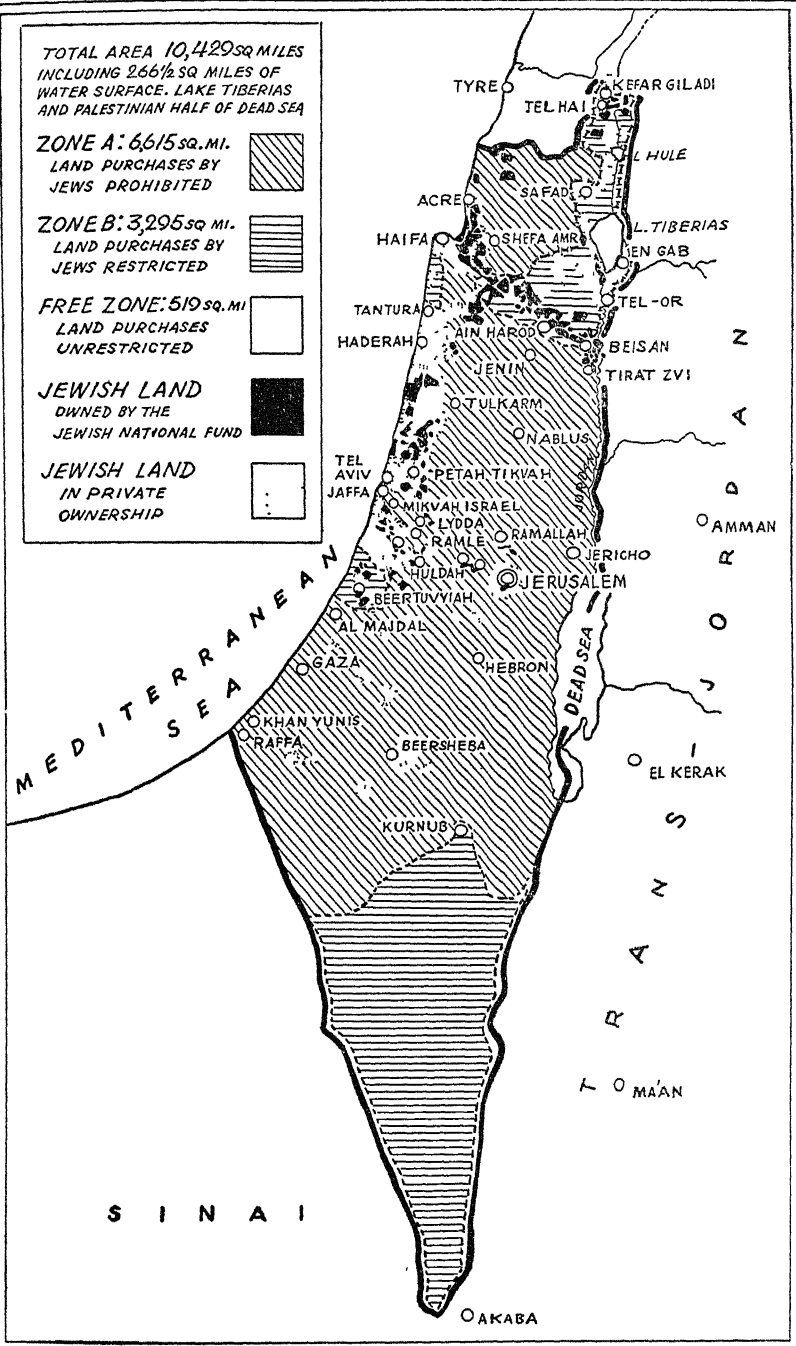 TOTAL AREA 10,429 SQ MILES
INCLUDING 266½ SQ MILES OF
WATER SURFACE. LAKE TIBERIAS
AND PALESTINIAN HALF OF DEAD SEA
ZONE A: 6,615 SQ. MI.
LAND PURCHASES BY
JEWS PROHIBITED
ZONE B: 3,295 SQ MI.
LAND PURCHASES BY
JEWS RESTRICTED
FREE ZONE: 519 SQ. MI
LAND PURCHASES
UNRESTRICTED
JEWISH LAND
OWNED BY THE
JEWISH NATIONAL FUND
JEWISH LAND
IN PRIVATE
OWNERSHIP
TYRE
KEFAR GILADI
TEL HAI
L HULE
SAFAD
ACRE
L. TIBERIAS
HAIFA
SHEFA AMR
EN GAB
TANTURA
TEL-OR
HADERAH
AIN HAROD
BEISAN
JENIN
TIRAT ZVI
TULKARM
NABLUS
TEL
AVIV
PETAH TIKVAH
JAFFA
MIKVAH ISRAEL
JORDAN
LYDDA
RAMLE
RAMALLAH
AMMAN
JERICHO
HULDAH
JERUSALEM
BEERTUVYIAH
AL MAJDAL
GAZA
HEBRON
DEAD SEA
MEDITERRANEAN
SEA
KHAN YUNIS
RAFFA
BEERSHEBA
EL KERAK
KURNUB
TRANS-JORDAN
MA'AN
SINAI
AKABA